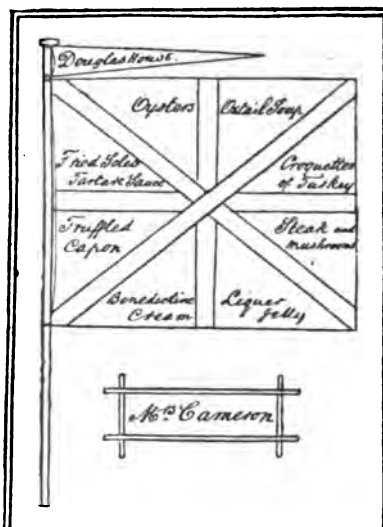 Douglas House.
Oysters
Oxtail Soup
Fried Soles
Tartare Sauce
Croquettes
of Turkey
Truffled
Capon
Steak and
mushrooms
Benedictine
Cream
Liquer
Jelly
Mrs Cameron